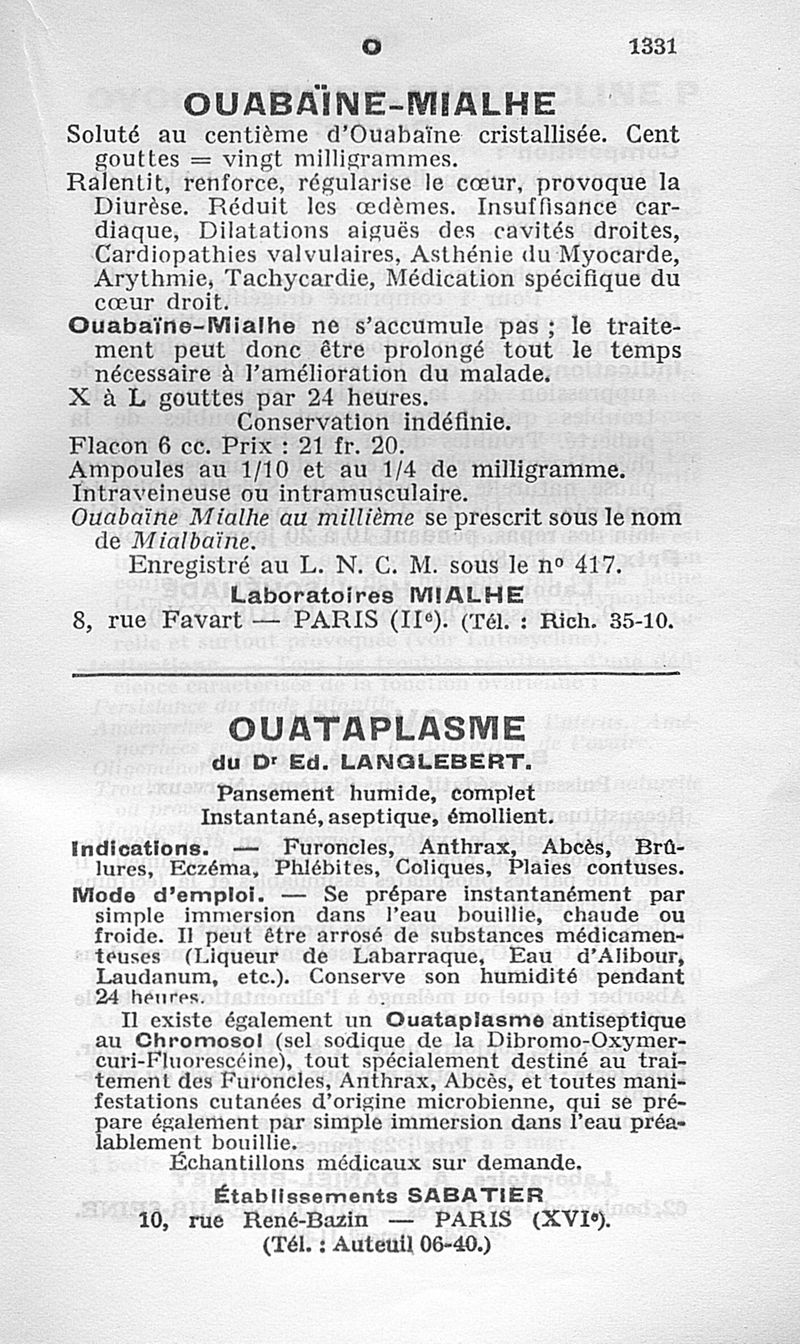 O 1331
OUABAÏNE-MIALHE
Soluté au centième d'Ouabaïne cristallisée. Cent
gouttes = vingt milligrammes.
Ralentit, renforce, régularise le cœur, provoque la
Diurèse. Réduit les œdèmes. Insuffisance car-
diaque, Dilatations aiguës des cavités droites,
Cardiopathies valvulaires, Asthénie du Myocarde,
Arythmie, Tachycardie, Médication spécifique du
cœur droit.
Ouabaïne-Mialhe ne s'accumule pas ; le traite-
ment peut donc être prolongé tout le temps
nécessaire à l'amélioration du malade.
X à L gouttes par 24 heures.
Conservation indéfinie.
Flacon 6 cc. Prix : 21 fr. 20.
Ampoules au 1/10 et au 1/4 de milligramme.
Intraveineuse ou intramusculaire.
Ouabaïne Mialhe au millième se prescrit sous le nom
de Mialbaïne.
Enregistré au L. N. C. M. sous le nº 417.
Laboratoires MIALHE
8, rue Favart — PARIS (IIe). (Tél. : Rich. 35-10.
OUATAPLASME
du Dr Ed. LANGLEBERT.
Pansement humide, complet
Instantané, aseptique, émollient.
Indications. — Furoncles, Anthrax, Abcès, Brû-
lures, Eczéma, Phlébites, Coliques, Plaies contuses.
Mode d'emploi. — Se prépare instantanément par
simple immersion dans l'eau bouillie, chaude ou
froide. Il peut être arrosé de substances médicamen-
teuses (Liqueur de Labarraque, Eau d'Alibour,
Laudanum, etc.). Conserve son humidité pendant
24 heures.
Il existe également un Ouataplasme antiseptique
au Chromosol (sel sodique de la Dibromo-Oxymer-
curi-Fluorescéine), tout spécialement destiné au trai-
tement des Furoncles, Anthrax, Abcès, et toutes mani-
festations cutanées d'origine microbienne, qui se pré-
pare également par simple immersion dans l'eau préa-
lablement bouillie.
Échantillons médicaux sur demande.
Établissements SABATIER
10, rue René-Bazin — PARIS (XVIe).
(Tél. : Auteuil 06-40.)